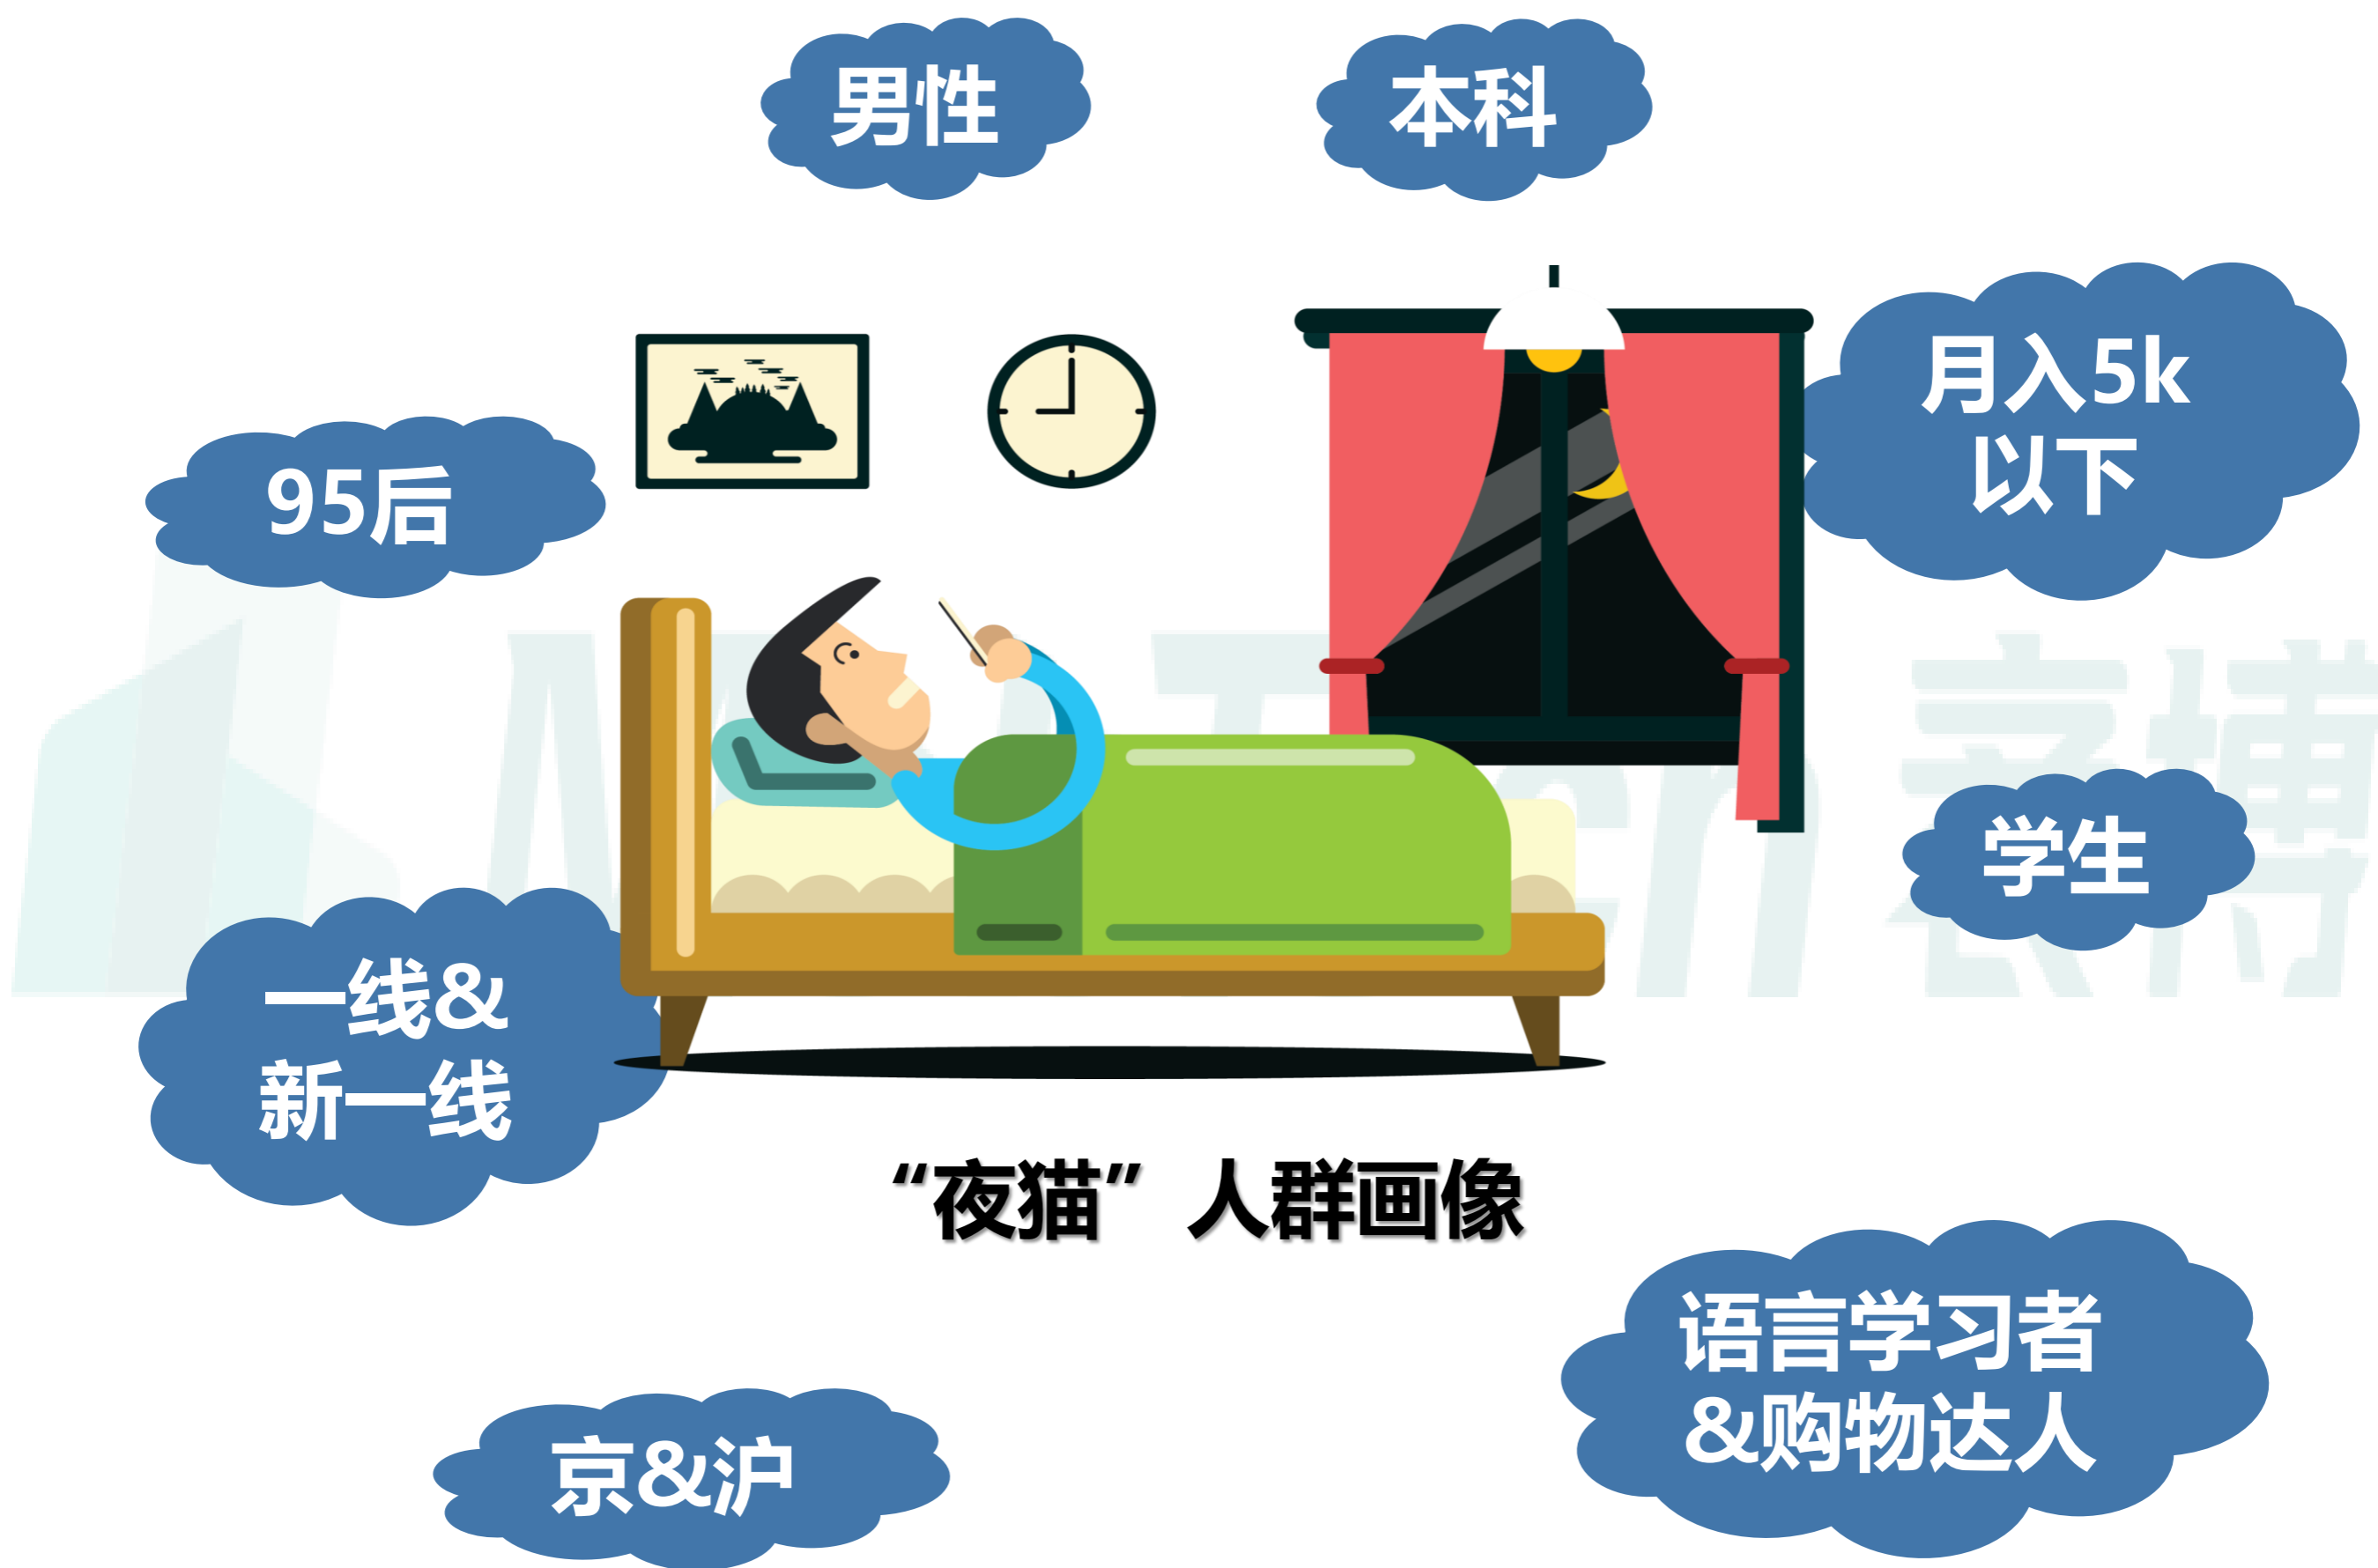 男性
本科
月入5k
以下
95后
学生
一线&
新一线
“夜猫” 人群画像
语言学习者
&购物达人
京&沪